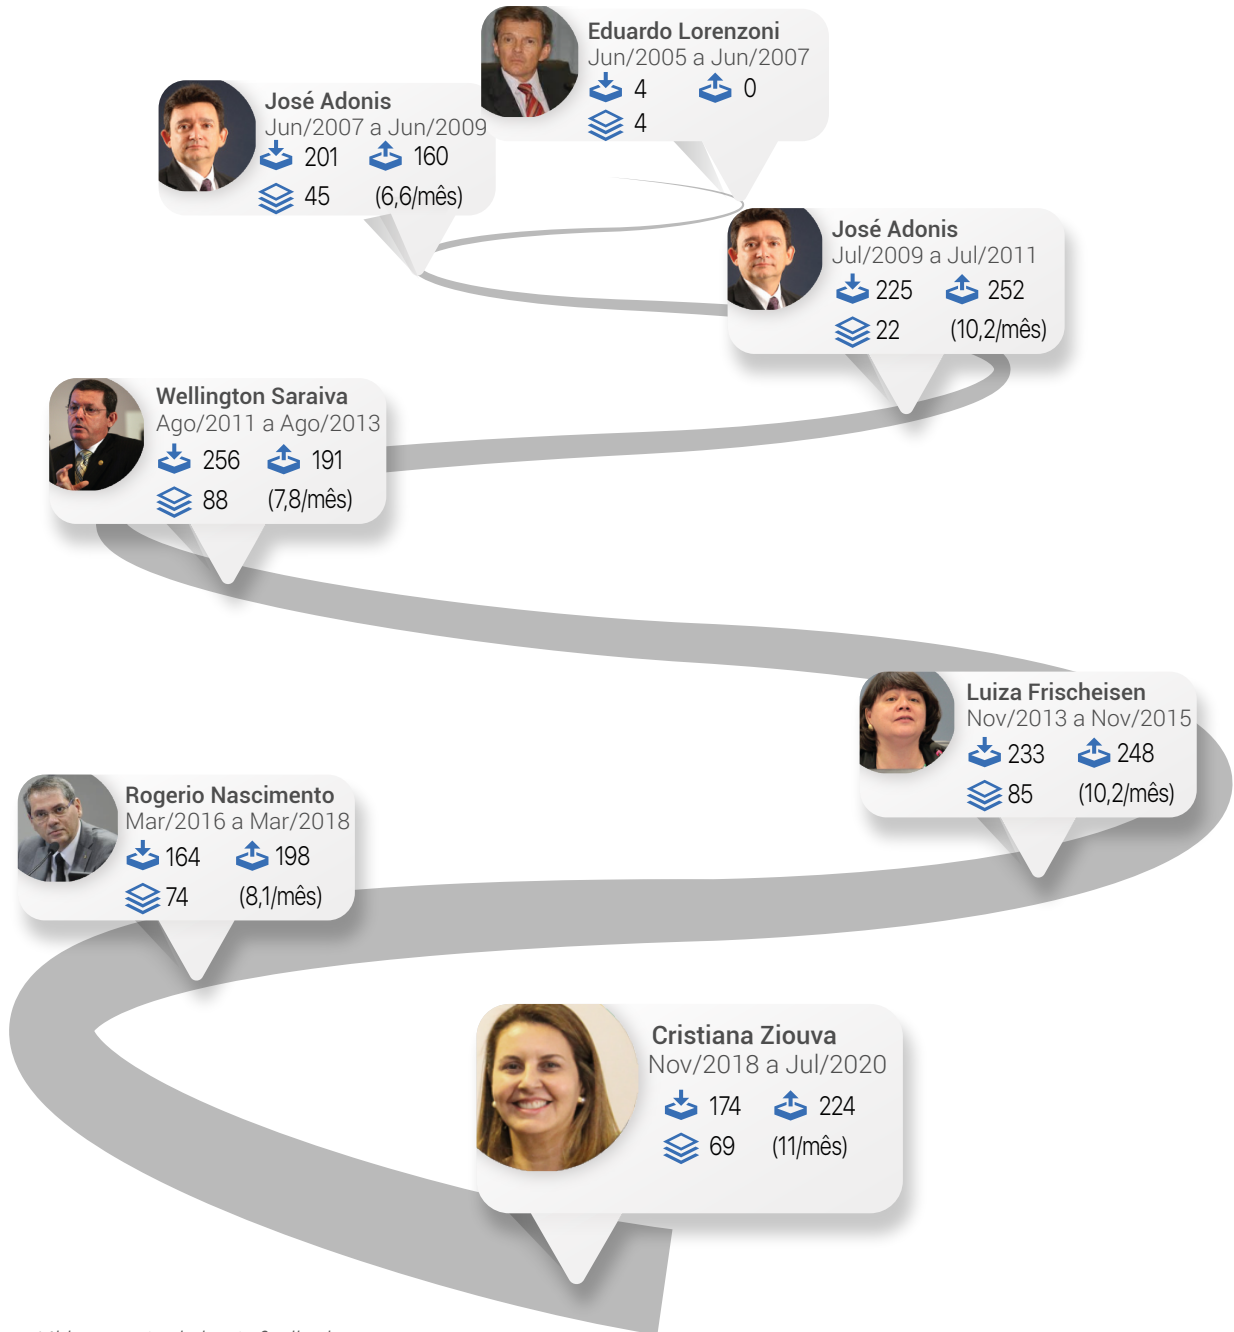 Eduardo Lorenzoni
Jun/2005 a Jun/2007
4 0
4
José Adonis
Jun/2007 a Jun/2009
201 160
45 (6,6/mês)
José Adonis
Jul/2009 a Jul/2011
225 252
22 (10,2/mês)
Wellington Saraiva
Ago/2011 a Ago/2013
256 191
88 (7,8/mês)
Luiza Frischeisen
Nov/2013 a Nov/2015
233 248
85 (10,2/mês)
Rogerio Nascimento
Mar/2016 a Mar/2018
164 198
74 (8,1/mês)
Cristiana Ziouva
Nov/2018 a Jul/2020
174 224
69 (11/mês)